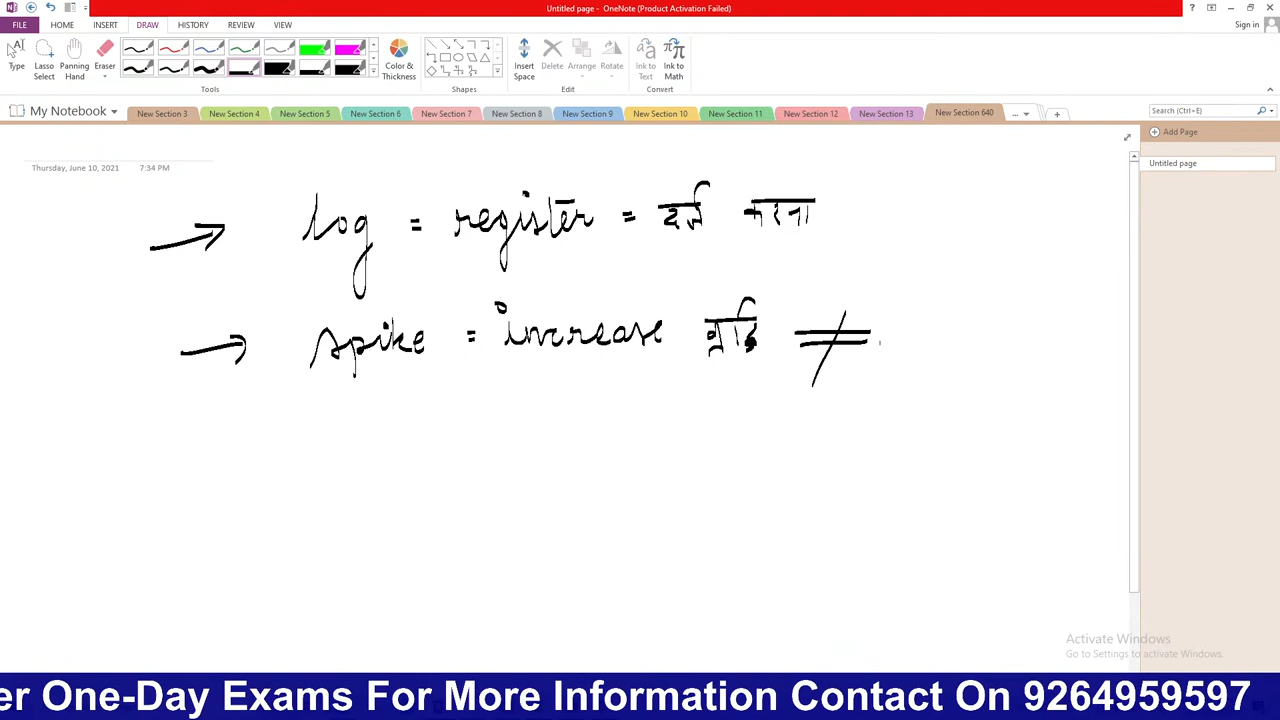 Untitled page - OneNote (Product Activation Failed)
FILE HOME INSERT DRAW HISTORY REVIEW VIEW Sign in
Type Lasso Select Panning Hand Eraser Color & Thickness Insert Space Delete Arrange Rotate Ink to Text Ink to Math
Tools Shapes Edit Convert
My Notebook New Section 3 New Section 4 New Section 5 New Section 6 New Section 7 New Section 8 New Section 9 New Section 10 New Section 11 New Section 12 New Section 13 New Section 640 ... Search (Ctrl+E)
Add Page
Untitled page
Thursday, June 10, 2021 7:34 PM
→ log = register = दर्ज करना
→ spike = increase वृद्धि ≠
Activate Windows
Go to Settings to activate Windows.
er One-Day Exams For More Information Contact On 9264959597